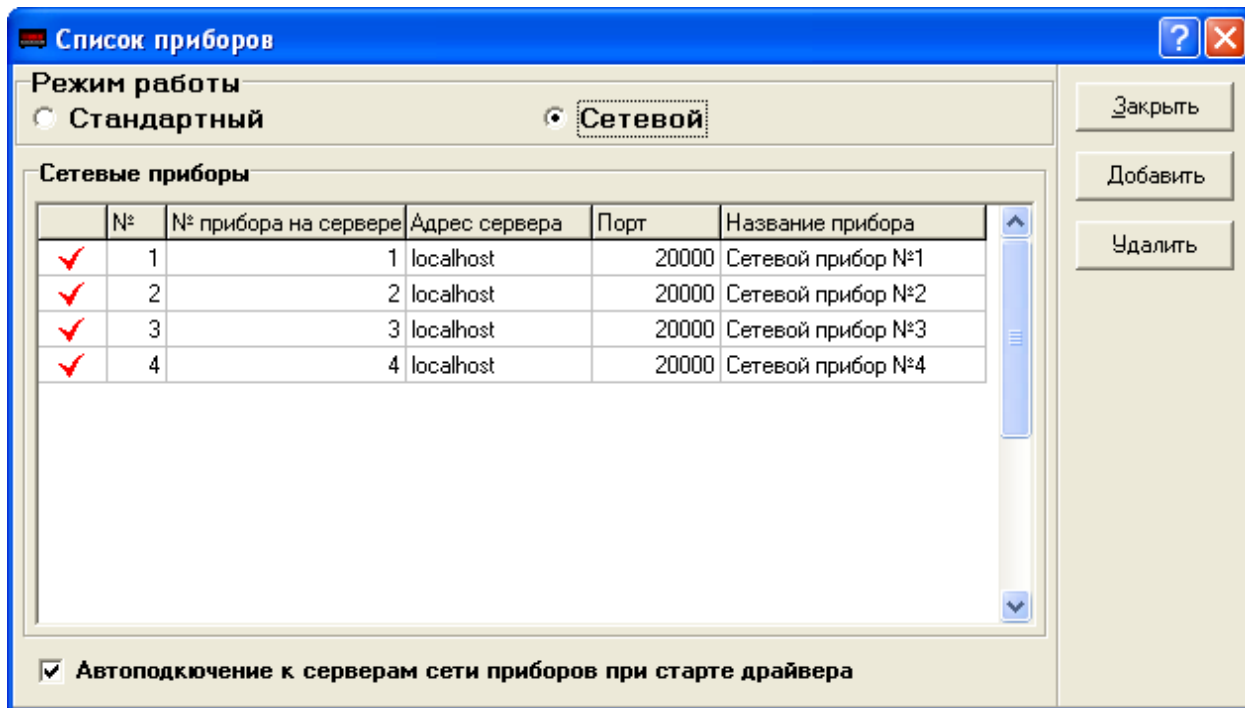 Список приборов
Режим работы
Стандартный Сетевой
Закрыть
Добавить
Удалить
Сетевые приборы
№ № прибора на сервере Адрес сервера Порт Название прибора
1 1 localhost 20000 Сетевой прибор №1
2 2 localhost 20000 Сетевой прибор №2
3 3 localhost 20000 Сетевой прибор №3
4 4 localhost 20000 Сетевой прибор №4
Автоподкючение к серверам сети приборов при старте драйвера